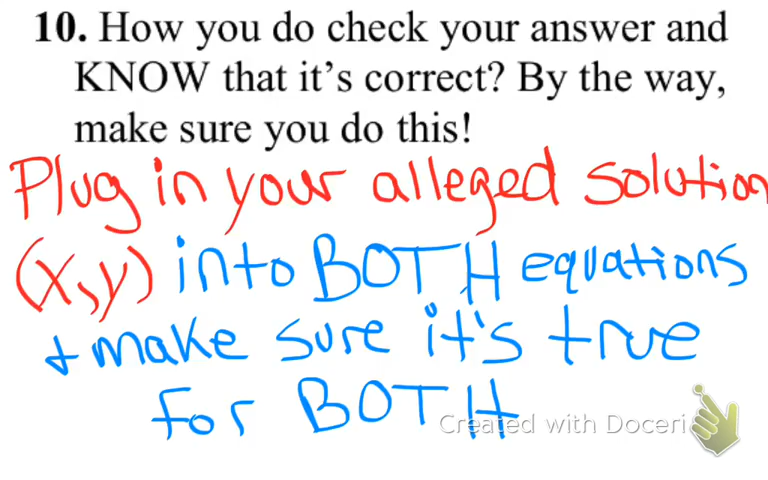 10. How you do check your answer and
KNOW that it's correct? By the way,
make sure you do this!
Plug in your alleged solution
(x,y) into BOTH equations
+ make sure it's true
for BOTH
Created with Doceri